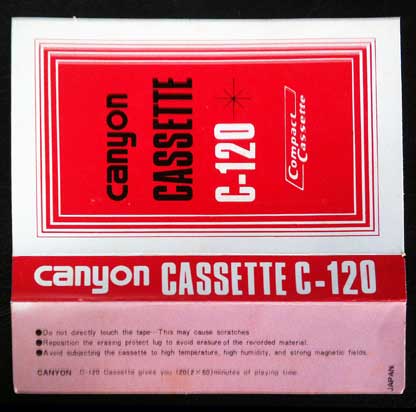 canyon
CASSETTE
C-120
Compact
Cassette
canyon CASSETTE C-120
●Do not directly touch the tape—This may cause scratches
●Reposition the erasing protect lug to avoid erasure of the recorded material.
●Avoid subjecting the cassette to high temperature, high humidity, and strong magnetic fields.
CANYON C-120 Cassette gives you 120(2×60)minutes of playing time.
JAPAN